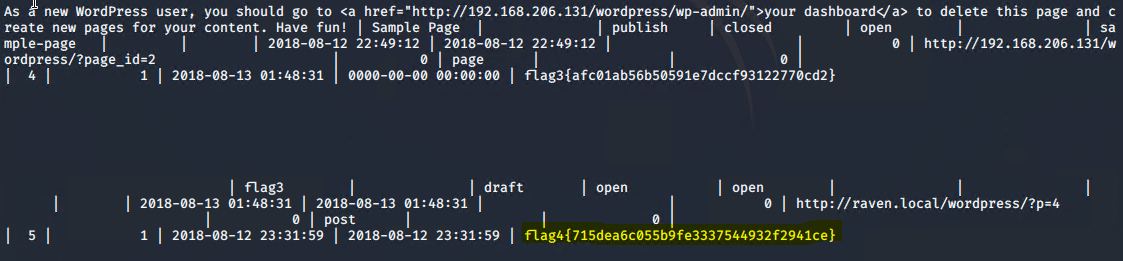 As a new WordPress user, you should go to <a href="http://192.168.206.131/wordpress/wp-admin/">your dashboard</a> to delete this page and c
reate new pages for your content. Have fun! | Sample Page | | publish | closed | open | | sa
mple-page | | | 2018-08-12 22:49:12 | 2018-08-12 22:49:12 | | 0 | http://192.168.206.131/w
ordpress/?page_id=2 | 0 | page | | 0 |
| 4 | 1 | 2018-08-13 01:48:31 | 0000-00-00 00:00:00 | flag3{afc01ab56b50591e7dccf93122770cd2}
| flag3 | | draft | open | open | | |
| | 2018-08-13 01:48:31 | 2018-08-13 01:48:31 | | 0 | http://raven.local/wordpress/?p=4
| 0 | post | | 0 |
| 5 | 1 | 2018-08-12 23:31:59 | 2018-08-12 23:31:59 | flag4{715dea6c055b9fe3337544932f2941ce}